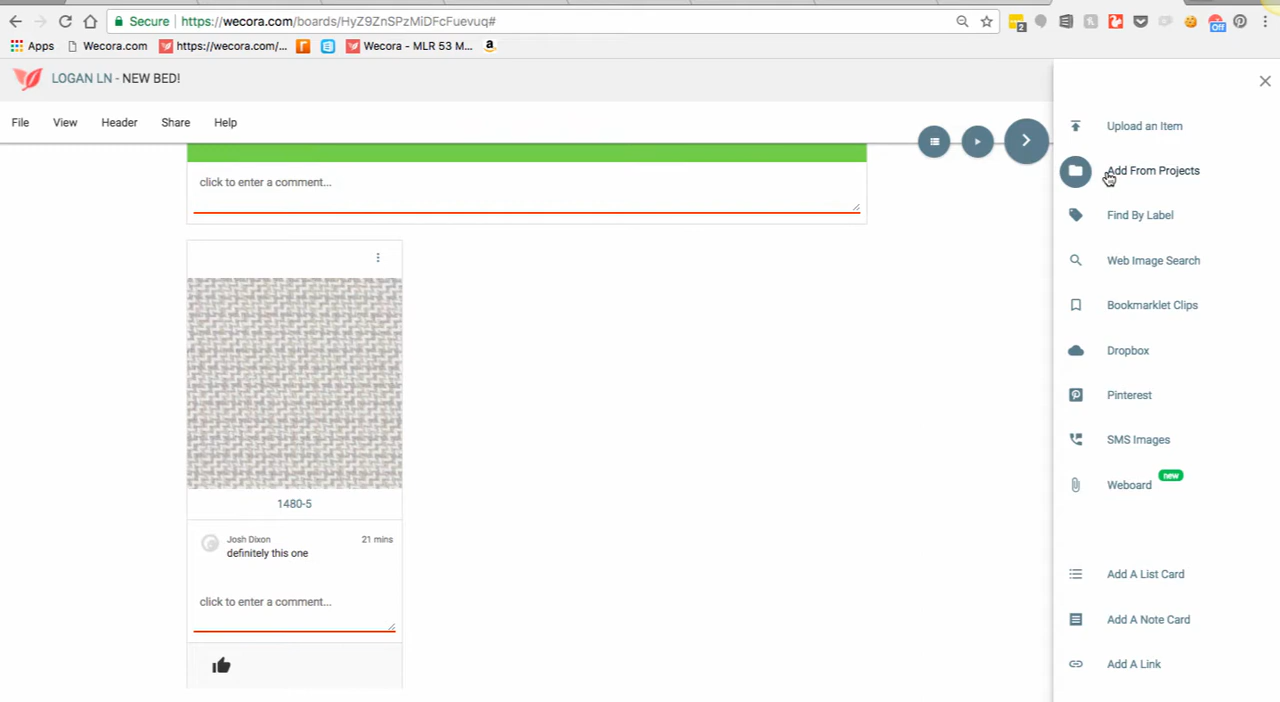 Secure https://wecora.com/boards/HyZ9ZnSPzMiDFcFuevuq#
2
Off
Apps Wecora.com https://wecora.com/... Wecora - MLR 53 M... a
LOGAN LN - NEW BED!
File View Header Share Help
click to enter a comment...
1480-5
Josh Dixon 21 mins
definitely this one
click to enter a comment...
Upload an Item
Add From Projects
Find By Label
Web Image Search
Bookmarklet Clips
Dropbox
Pinterest
SMS Images
Weboard new
Add A List Card
Add A Note Card
Add A Link